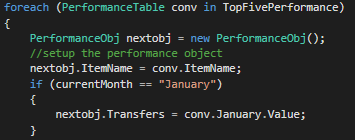 foreach (PerformanceTable conv in TopFivePerformance)
{
PerformanceObj nextobj = new PerformanceObj();
//setup the performance object
nextobj.ItemName = conv.ItemName;
if (currentMonth == "January")
{
nextobj.Transfers = conv.January.Value;
}